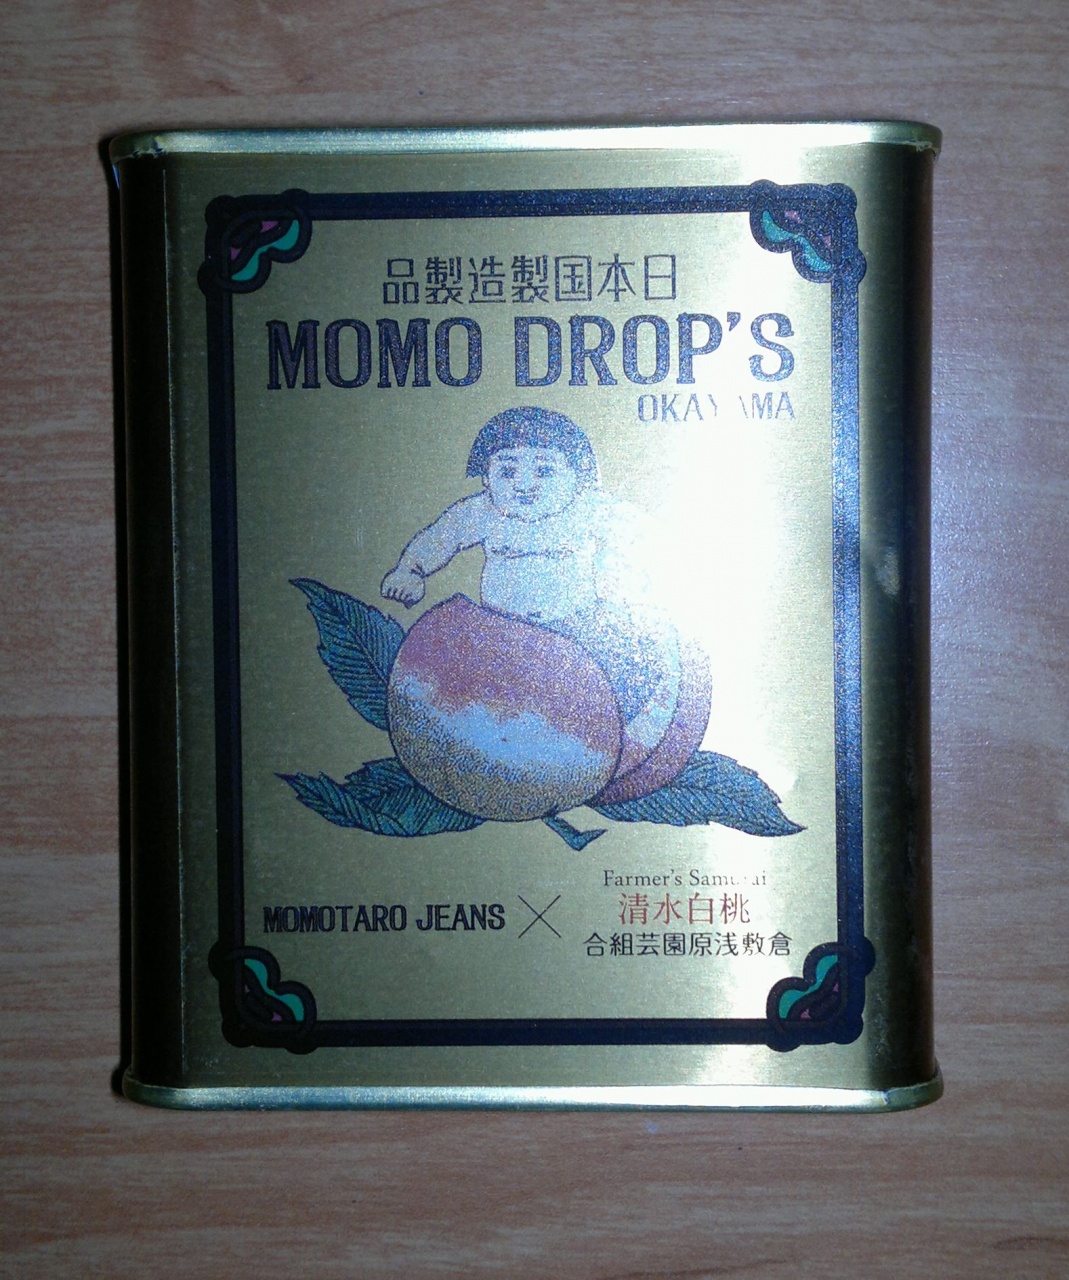 日本国製造製品
MOMO DROP'S
OKAYAMA
MOMOTARO JEANS ×
Farmer's Samurai
清水白桃
倉敷浅原園芸組合